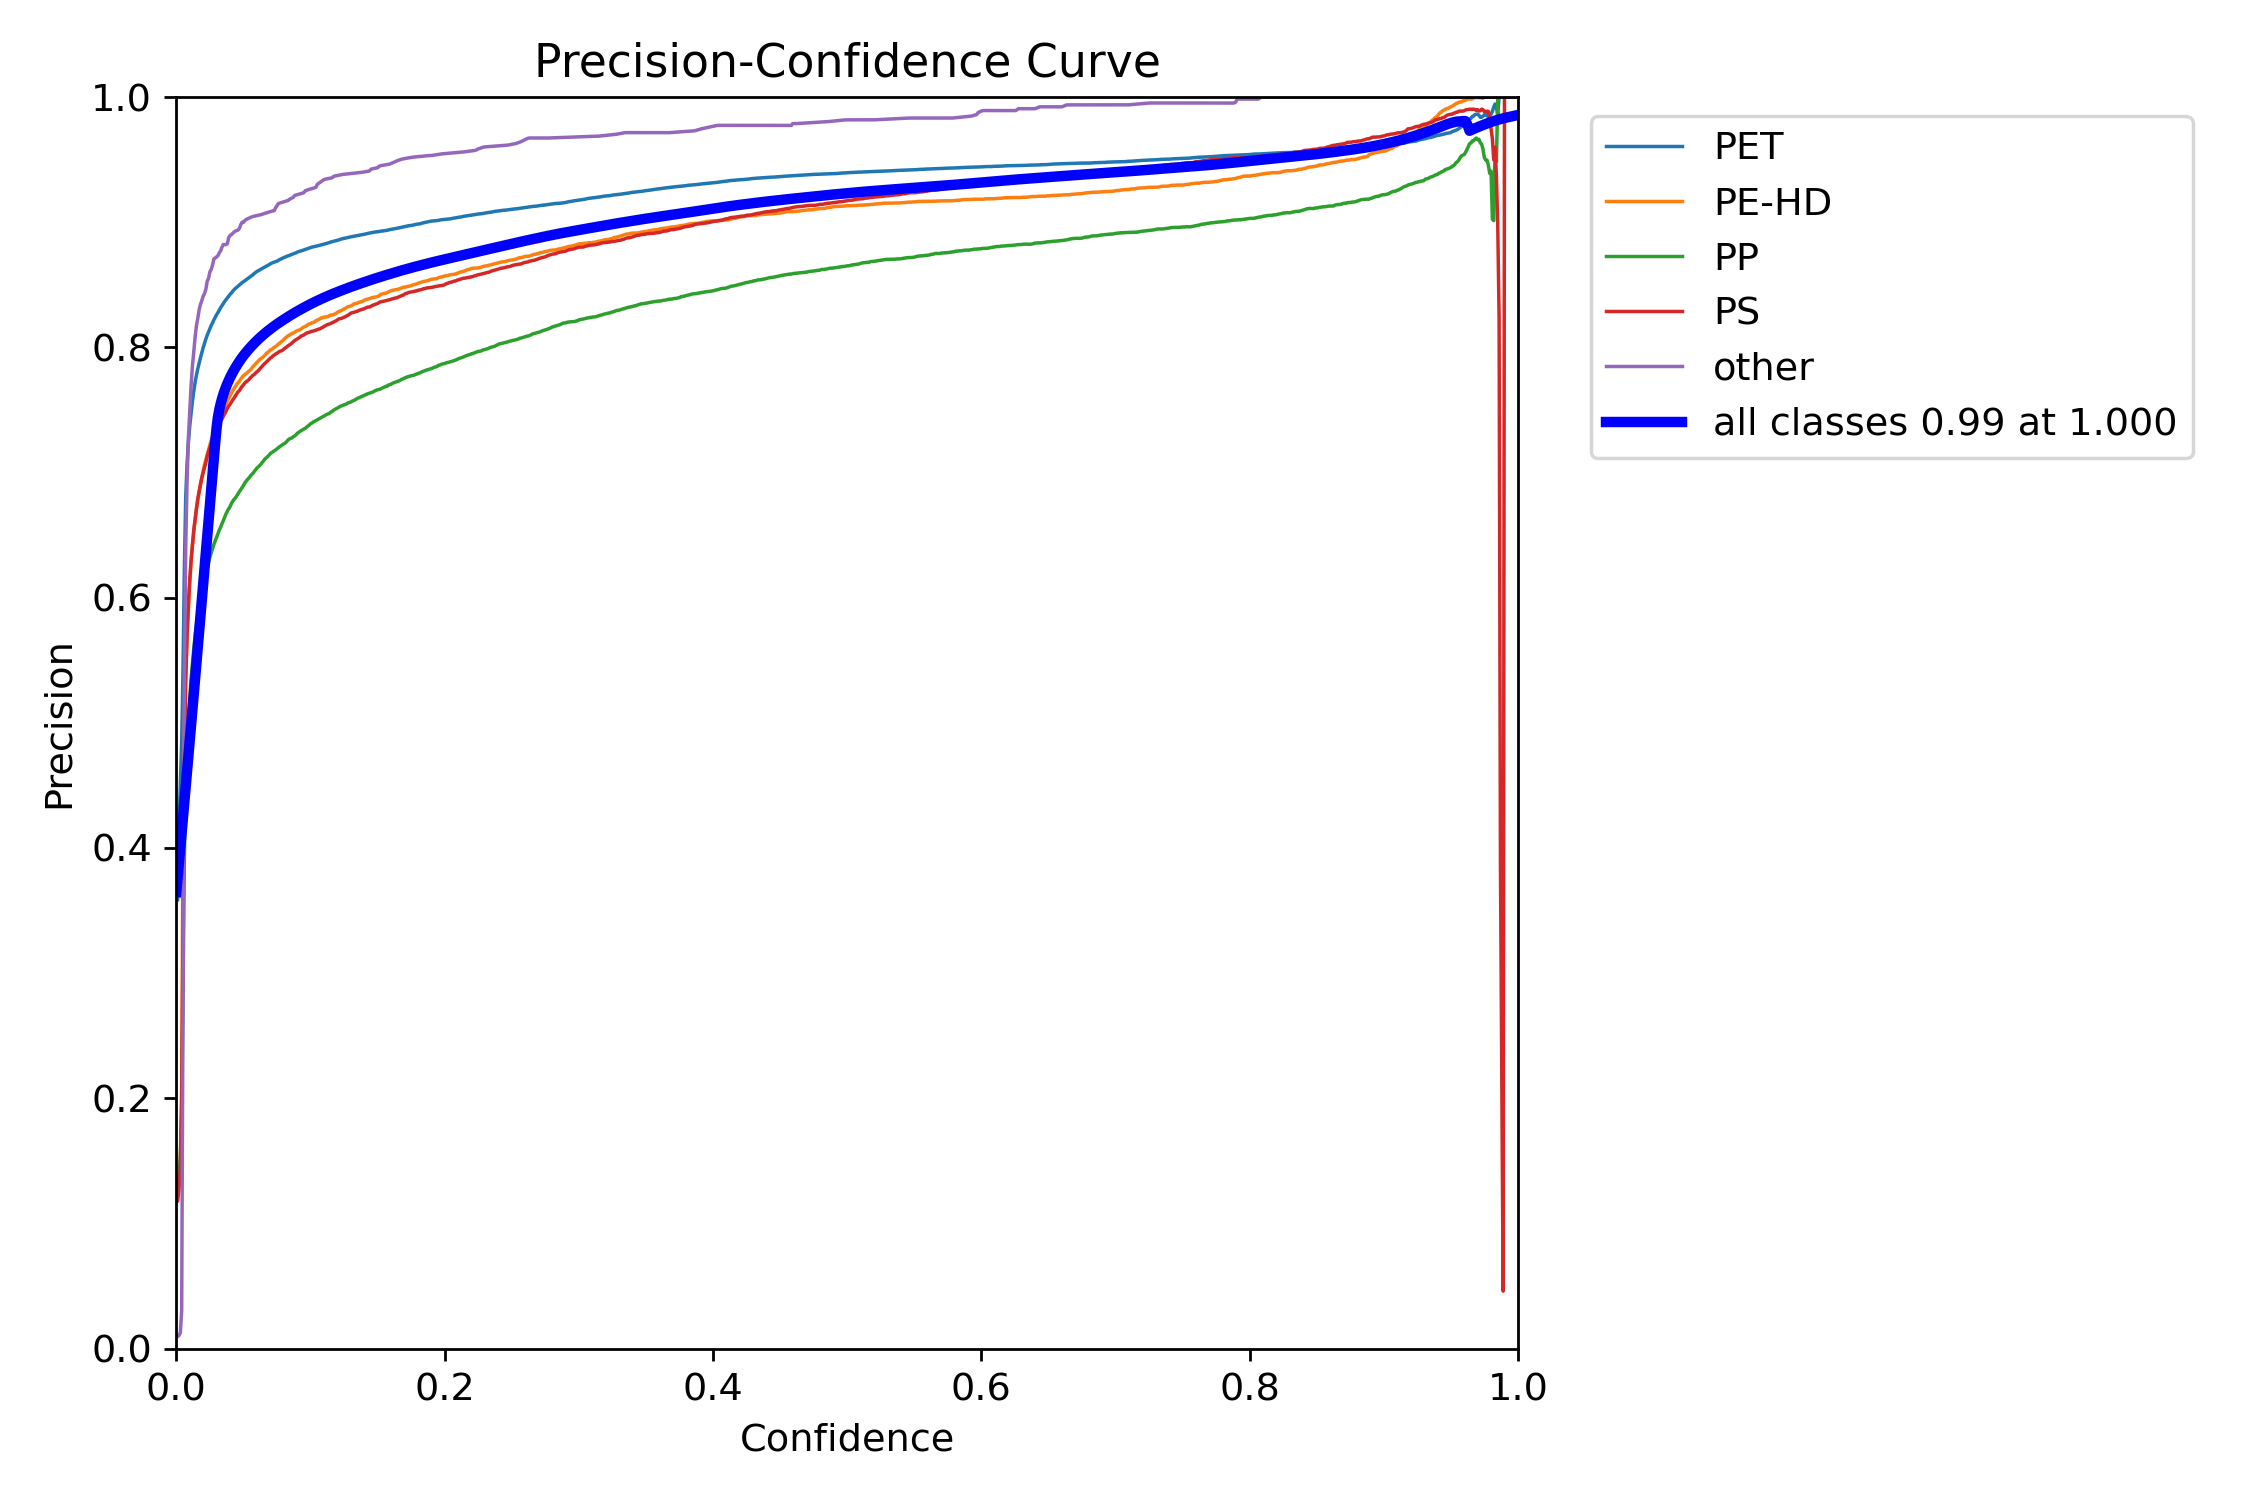 Precision-Confidence Curve
1.0
0.8
0.6
0.4
0.2
0.0
Precision
0.0 0.2 0.4 0.6 0.8 1.0
Confidence
PET
PE-HD
PP
PS
other
all classes 0.99 at 1.000